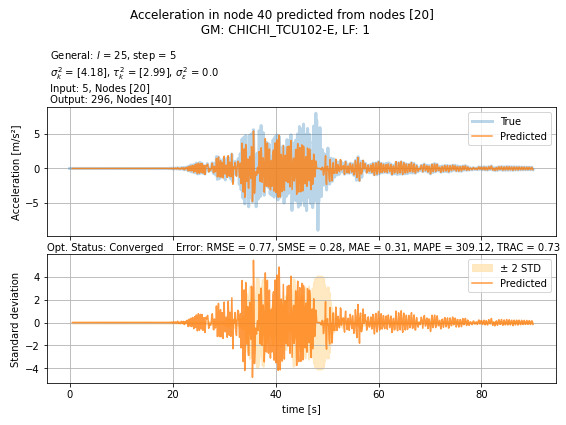 Acceleration in node 40 predicted from nodes [20]
GM: CHICHI_TCU102-E, LF: 1
General: l = 25, step = 5
σ²ₖ = [4.18], τ²ₖ = [2.99], σ²ε = 0.0
Input: 5, Nodes [20]
Output: 296, Nodes [40]
Acceleration [m/s²]
5
0
−5
True
Predicted
Opt. Status: Converged Error: RMSE = 0.77, SMSE = 0.28, MAE = 0.31, MAPE = 309.12, TRAC = 0.73
Standard deviation
4
2
0
−2
−4
± 2 STD
Predicted
0 20 40 60 80
time [s]